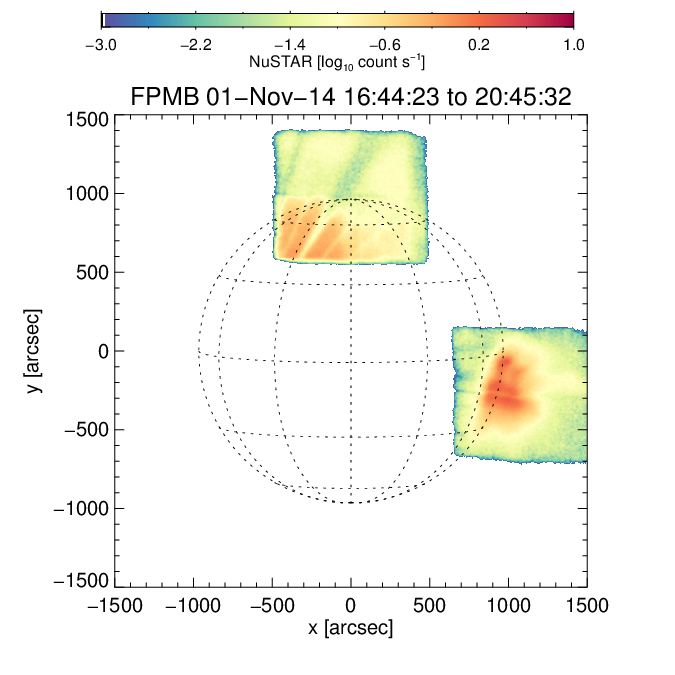 −3.0 −2.2 −1.4 −0.6 0.2 1.0
NuSTAR [log₁₀ count s⁻¹]
FPMB 01−Nov−14 16:44:23 to 20:45:32
1500
1000
500
0
−500
−1000
−1500
y [arcsec]
−1500 −1000 −500 0 500 1000 1500
x [arcsec]